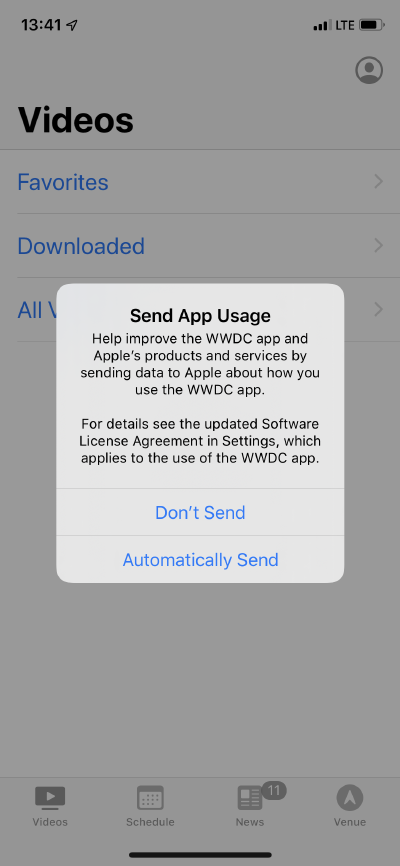 13:41 LTE
Videos
Favorites
Downloaded
All V
Send App Usage
Help improve the WWDC app and
Apple's products and services by
sending data to Apple about how you
use the WWDC app.
For details see the updated Software
License Agreement in Settings, which
applies to the use of the WWDC app.
Don't Send
Automatically Send
11
Videos Schedule News Venue